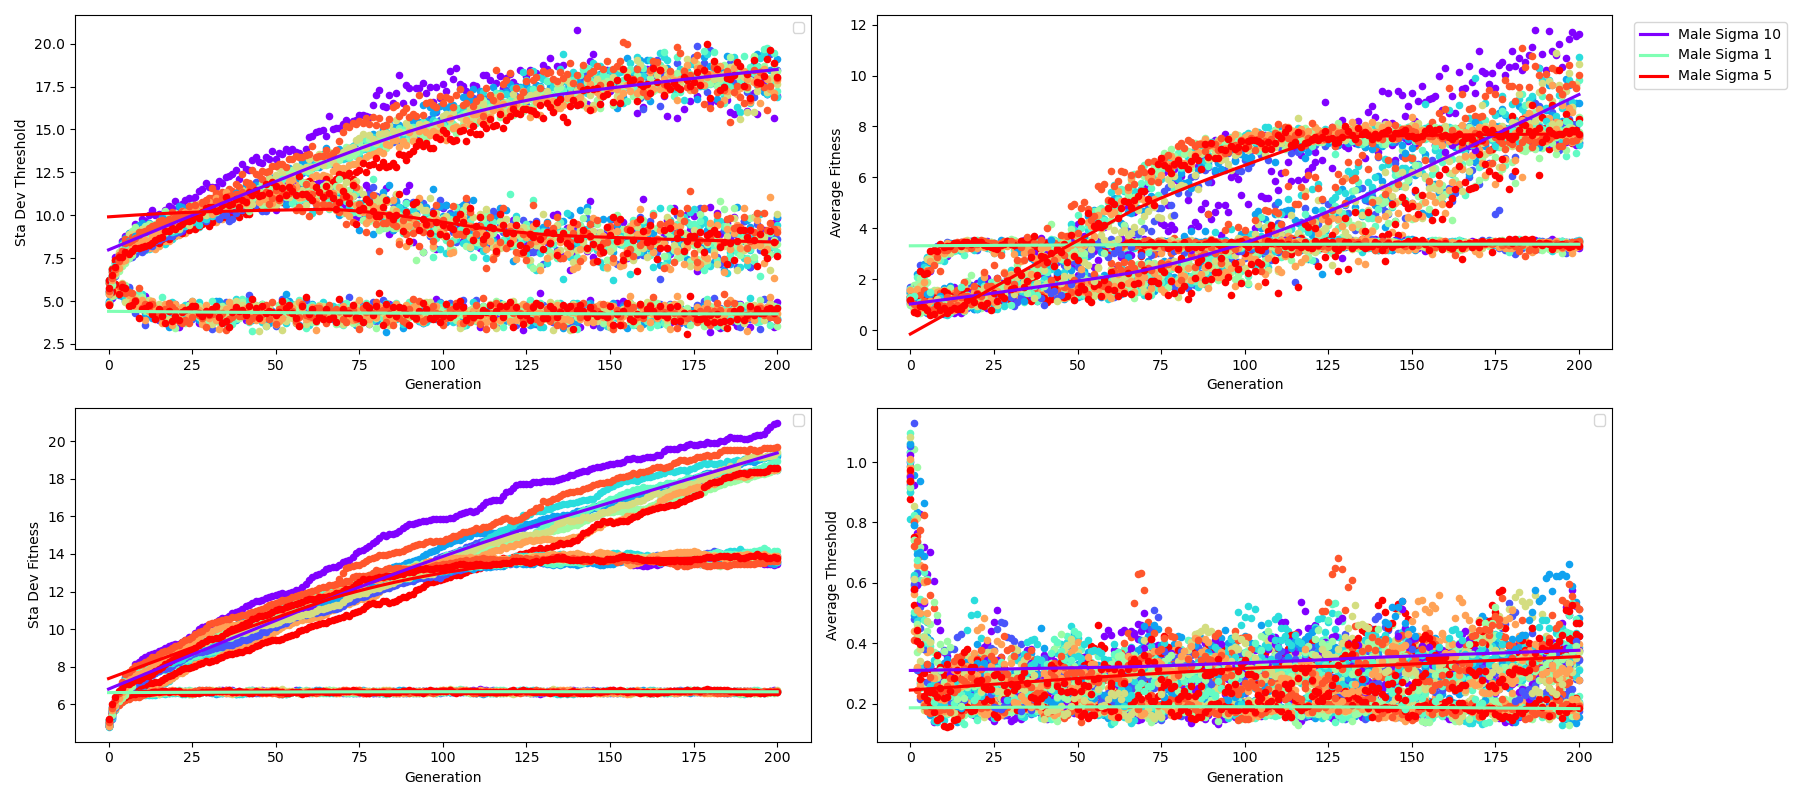 20.0
17.5
15.0
12.5
10.0
7.5
5.0
2.5
Sta Dev Threshold
0 25 50 75 100 125 150 175 200
Generation
12
10
8
6
4
2
0
Average Fitness
0 25 50 75 100 125 150 175 200
Generation
Male Sigma 10
Male Sigma 1
Male Sigma 5
20
18
16
14
12
10
8
6
Sta Dev Fitness
0 25 50 75 100 125 150 175 200
Generation
1.0
0.8
0.6
0.4
0.2
Average Threshold
0 25 50 75 100 125 150 175 200
Generation